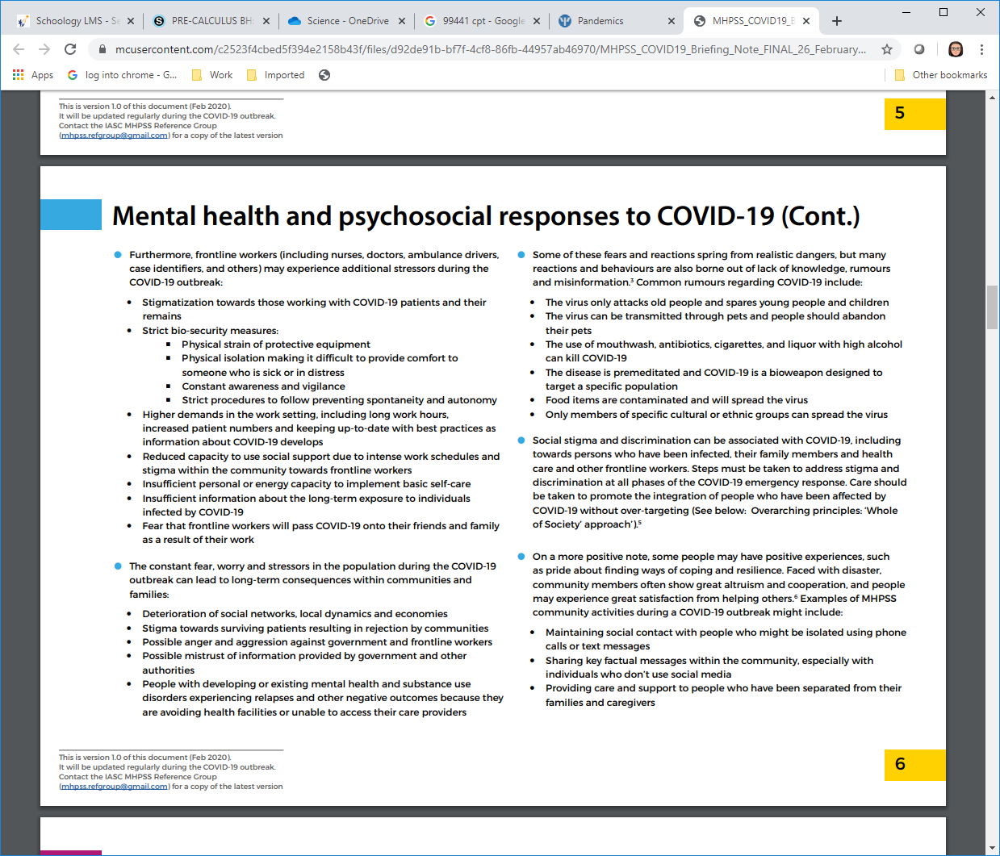 Schoology LMS - Se
PRE-CALCULUS BHS
Science - OneDrive
99441 cpt - Google
Pandemics
MHPSS_COVID19_B
mcusercontent.com/c2523f4cbed5f394e2158b43f/files/d92de91b-bf7f-4cf8-86fb-44957ab46970/MHPSS_COVID19_Briefing_Note_FINAL_26_February...
Apps
log into chrome - G...
Work
Imported
Other bookmarks
This is version 1.0 of this document (Feb 2020).
It will be updated regularly during the COVID-19 outbreak.
Contact the IASC MHPSS Reference Group
(mhpss.refgroup@gmail.com) for a copy of the latest version
5
Mental health and psychosocial responses to COVID-19 (Cont.)
Furthermore, frontline workers (including nurses, doctors, ambulance drivers,
case identifiers, and others) may experience additional stressors during the
COVID-19 outbreak:
• Stigmatization towards those working with COVID-19 patients and their
remains
• Strict bio-security measures:
▪ Physical strain of protective equipment
▪ Physical isolation making it difficult to provide comfort to
someone who is sick or in distress
▪ Constant awareness and vigilance
▪ Strict procedures to follow preventing spontaneity and autonomy
• Higher demands in the work setting, including long work hours,
increased patient numbers and keeping up-to-date with best practices as
information about COVID-19 develops
• Reduced capacity to use social support due to intense work schedules and
stigma within the community towards frontline workers
• Insufficient personal or energy capacity to implement basic self-care
• Insufficient information about the long-term exposure to individuals
infected by COVID-19
• Fear that frontline workers will pass COVID-19 onto their friends and family
as a result of their work
The constant fear, worry and stressors in the population during the COVID-19
outbreak can lead to long-term consequences within communities and
families:
• Deterioration of social networks, local dynamics and economies
• Stigma towards surviving patients resulting in rejection by communities
• Possible anger and aggression against government and frontline workers
• Possible mistrust of information provided by government and other
authorities
• People with developing or existing mental health and substance use
disorders experiencing relapses and other negative outcomes because they
are avoiding health facilities or unable to access their care providers
Some of these fears and reactions spring from realistic dangers, but many
reactions and behaviours are also borne out of lack of knowledge, rumours
and misinformation.³ Common rumours regarding COVID-19 include:
• The virus only attacks old people and spares young people and children
• The virus can be transmitted through pets and people should abandon
their pets
• The use of mouthwash, antibiotics, cigarettes, and liquor with high alcohol
can kill COVID-19
• The disease is premeditated and COVID-19 is a bioweapon designed to
target a specific population
• Food items are contaminated and will spread the virus
• Only members of specific cultural or ethnic groups can spread the virus
Social stigma and discrimination can be associated with COVID-19, including
towards persons who have been infected, their family members and health
care and other frontline workers. Steps must be taken to address stigma and
discrimination at all phases of the COVID-19 emergency response. Care should
be taken to promote the integration of people who have been affected by
COVID-19 without over-targeting (See below: Overarching principles: ‘Whole
of Society’ approach’).⁵
On a more positive note, some people may have positive experiences, such
as pride about finding ways of coping and resilience. Faced with disaster,
community members often show great altruism and cooperation, and people
may experience great satisfaction from helping others.⁶ Examples of MHPSS
community activities during a COVID-19 outbreak might include:
• Maintaining social contact with people who might be isolated using phone
calls or text messages
• Sharing key factual messages within the community, especially with
individuals who don’t use social media
• Providing care and support to people who have been separated from their
families and caregivers
This is version 1.0 of this document (Feb 2020).
It will be updated regularly during the COVID-19 outbreak.
Contact the IASC MHPSS Reference Group
(mhpss.refgroup@gmail.com) for a copy of the latest version
6